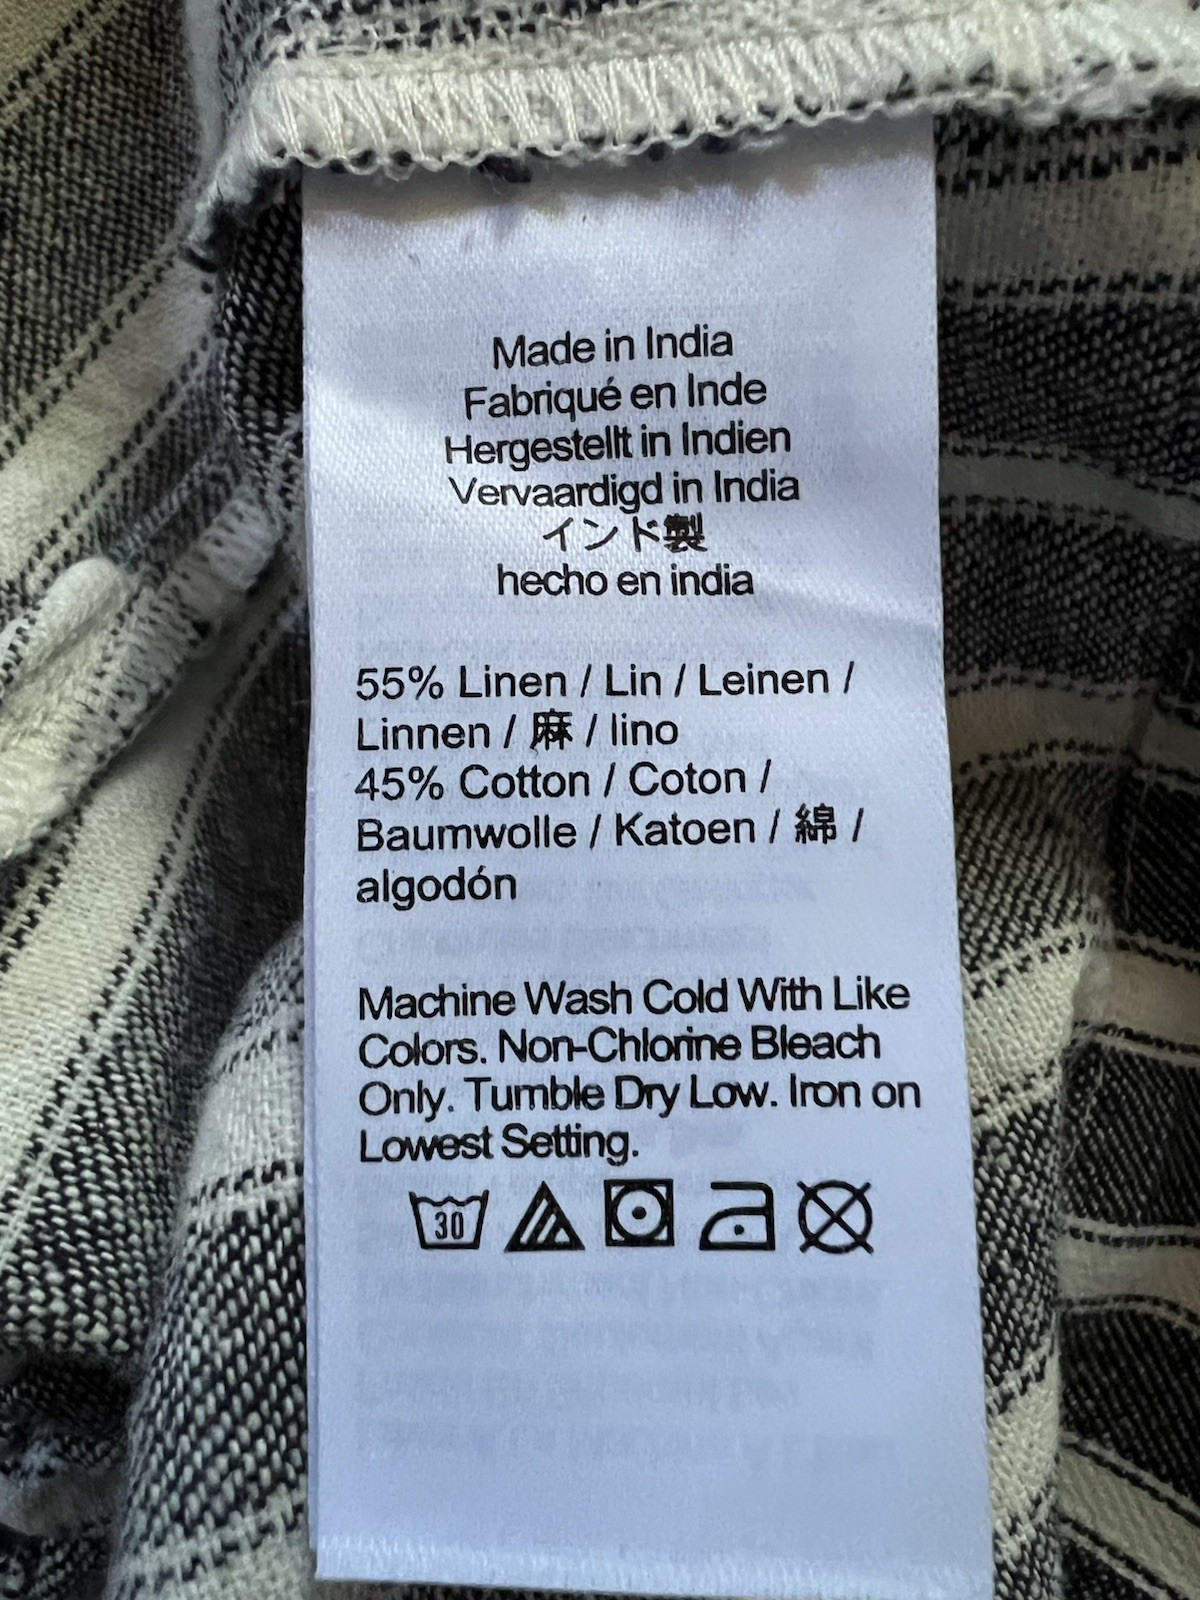 Made in India
Fabriqué en Inde
Hergestellt in Indien
Vervaardigd in India
インド製
hecho en india
55% Linen / Lin / Leinen /
Linnen / 麻 / lino
45% Cotton / Coton /
Baumwolle / Katoen / 綿 /
algodón
Machine Wash Cold With Like
Colors. Non-Chlorine Bleach
Only. Tumble Dry Low. Iron on
Lowest Setting.
30